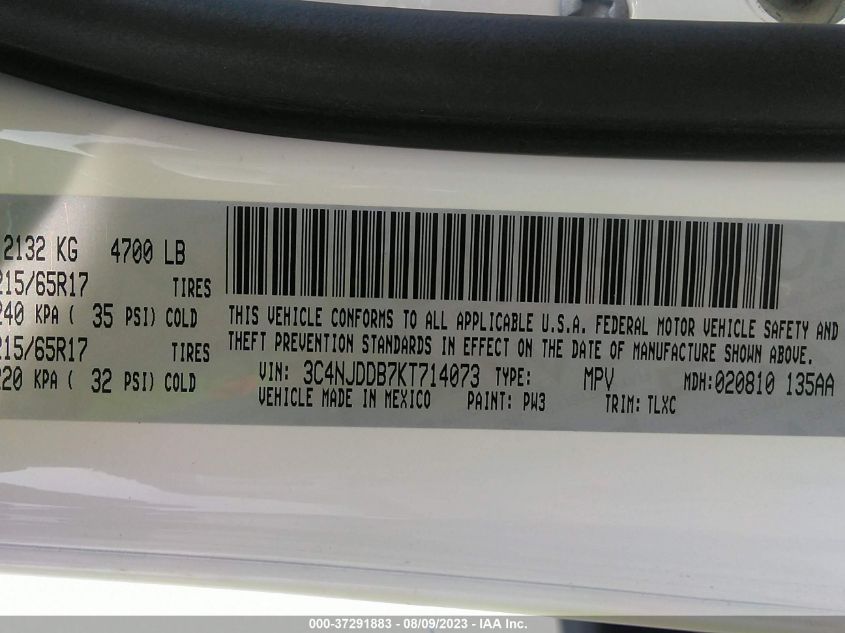 2132 KG 4700 LB
215/65R17 TIRES
240 KPA ( 35 PSI) COLD
215/65R17 TIRES
220 KPA ( 32 PSI) COLD
THIS VEHICLE CONFORMS TO ALL APPLICABLE U.S.A. FEDERAL MOTOR VEHICLE SAFETY AND
THEFT PREVENTION STANDARDS IN EFFECT ON THE DATE OF MANUFACTURE SHOWN ABOVE.
VIN: 3C4NJDDB7KT714073 TYPE: MPV MDH:020810 135AA
VEHICLE MADE IN MEXICO PAINT: PW3 TRIM: TLXC
000-37291883 - 08/09/2023 - IAA Inc.